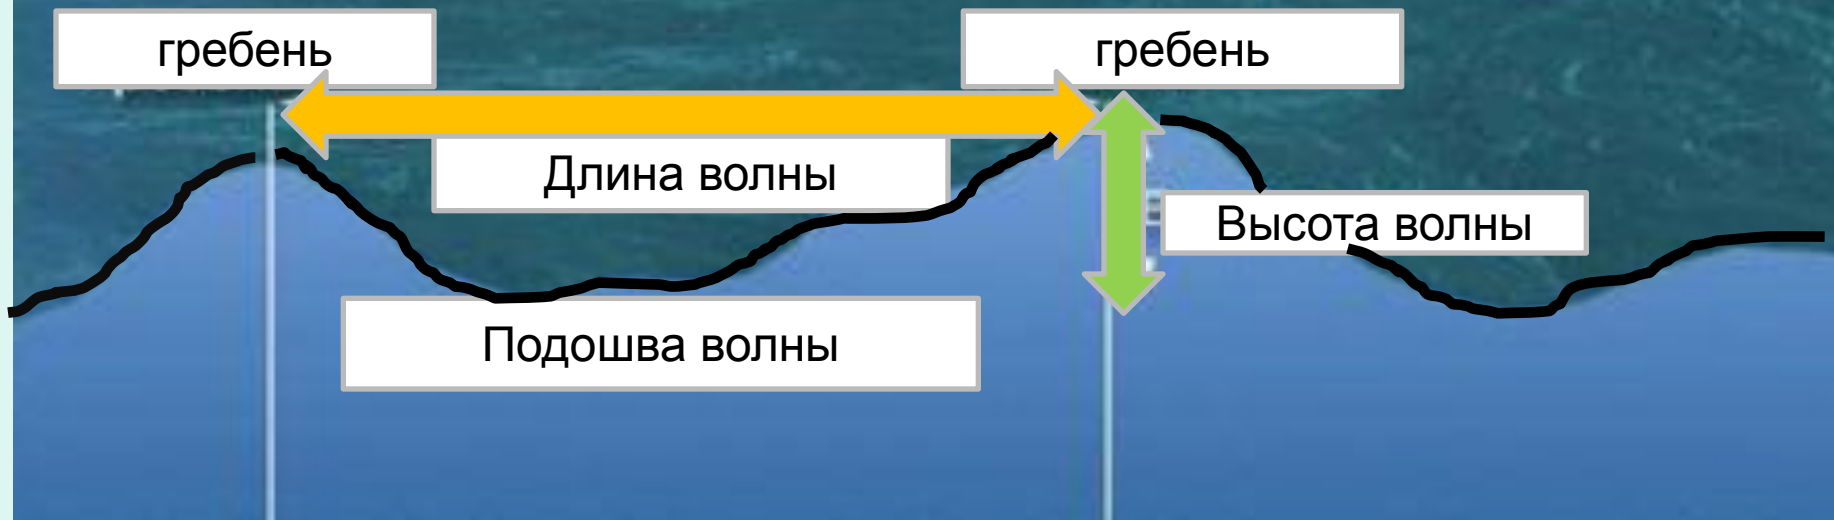 гребень
гребень
Длина волны
Высота волны
Подошва волны